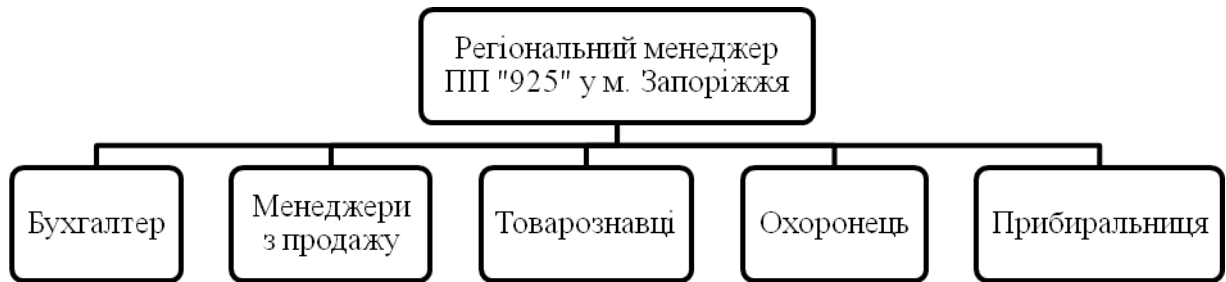 Регіональний менеджер
ПП "925" у м. Запоріжжя
Бухгалтер
Менеджери
з продажу
Товарознавці
Охоронець
Прибиральниця